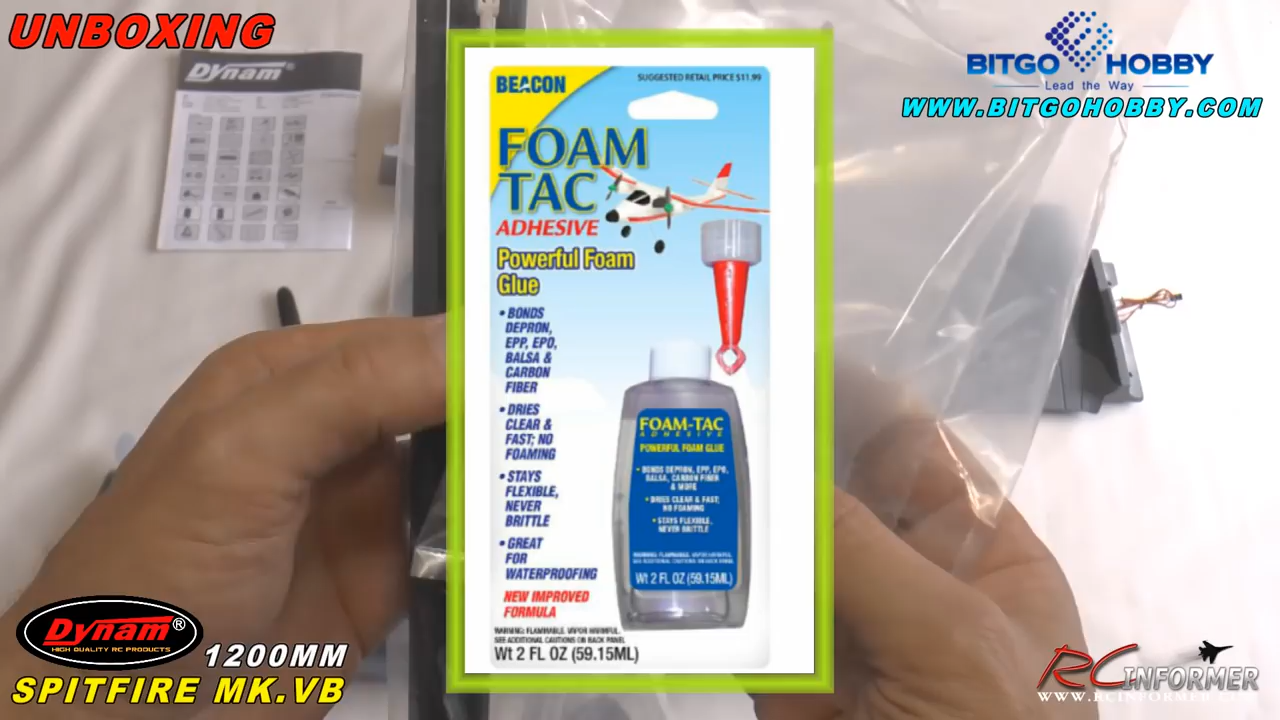 UNBOXING
Dynam®
BITGO HOBBY
Lead the Way
WWW.BITGOHOBBY.COM
BEACON
SUGGESTED RETAIL PRICE $11.99
FOAM
TAC
ADHESIVE
Powerful Foam
Glue
• BONDS
DEPRON,
EPP, EPO,
BALSA &
CARBON
FIBER
• DRIES
CLEAR &
FAST; NO
FOAMING
• STAYS
FLEXIBLE,
NEVER
BRITTLE
• GREAT
FOR
WATERPROOFING
NEW IMPROVED
FORMULA
WARNING: FLAMMABLE. VAPOR HARMFUL.
SEE ADDITIONAL CAUTIONS ON BACK PANEL
Wt 2 FL OZ (59.15ML)
FOAM-TAC
ADHESIVE
POWERFUL FOAM GLUE
• BONDS DEPRON, EPP, EPO,
BALSA, CARBON FIBER
& MORE
• DRIES CLEAR & FAST;
NO FOAMING
• STAYS FLEXIBLE,
NEVER BRITTLE
Wt 2 FL OZ (59.15ML)
Dynam®
HIGH QUALITY RC PRODUCTS
1200MM
SPITFIRE MK.VB
RCINFORMER
WWW.RCINFORMER.COM